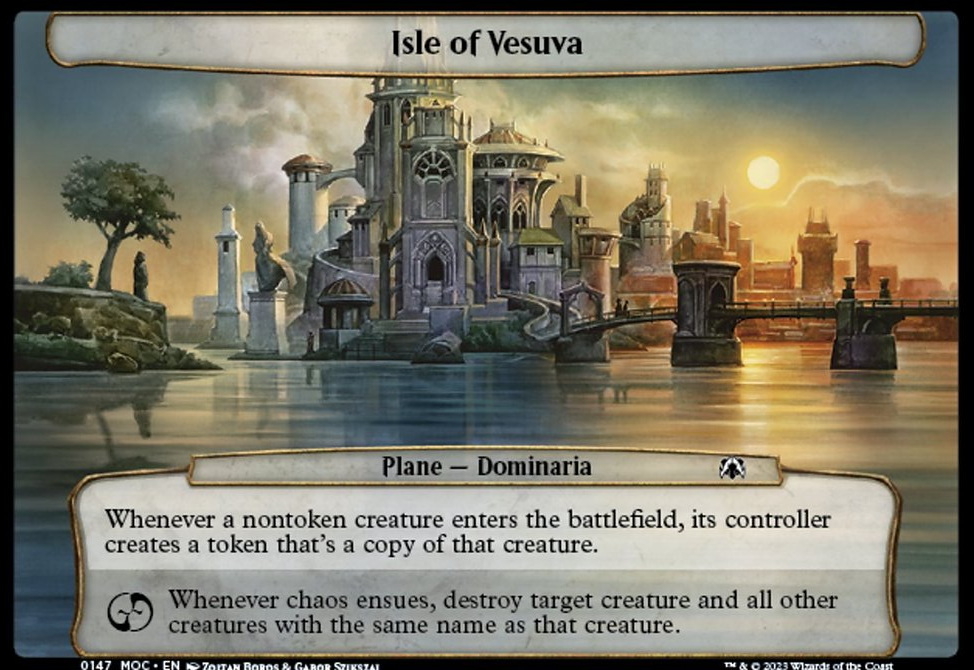 Isle of Vesuva
Plane — Dominaria
Whenever a nontoken creature enters the battlefield, its controller
creates a token that's a copy of that creature.
Whenever chaos ensues, destroy target creature and all other
creatures with the same name as that creature.
0147 MOC • EN Zoltan Boros & Gabor Szikszai
™ & © 2023 Wizards of the Coast